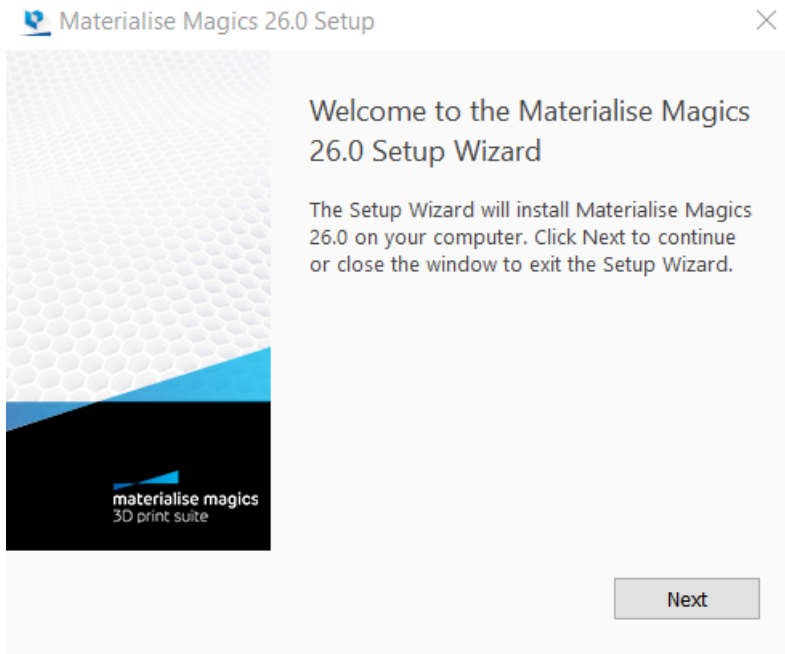 Materialise Magics 26.0 Setup
Welcome to the Materialise Magics
26.0 Setup Wizard
The Setup Wizard will install Materialise Magics
26.0 on your computer. Click Next to continue
or close the window to exit the Setup Wizard.
materialise magics
3D print suite
Next